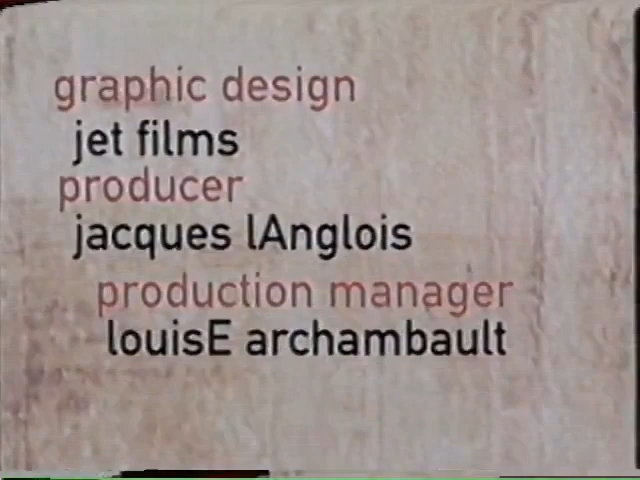 graphic design
jet films
producer
jacques lAnglois
production manager
louisE archambault